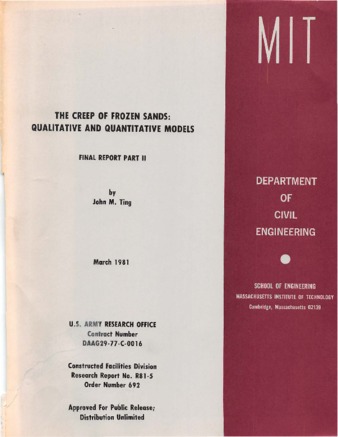 MIT
THE CREEP OF FROZEN SANDS:
QUALITATIVE AND QUANTITATIVE MODELS
FINAL REPORT PART II
by
John M. Ting
March 1981
U.S. ARMY RESEARCH OFFICE
Contract Number
DAAG29-77-C-0016
Constructed Facilities Division
Research Report No. R81-5
Order Number 692
Approved For Public Release;
Distribution Unlimited
DEPARTMENT
OF
CIVIL
ENGINEERING
SCHOOL OF ENGINEERING
MASSACHUSETTS INSTITUTE OF TECHNOLOGY
Cambridge, Massachusetts 02139